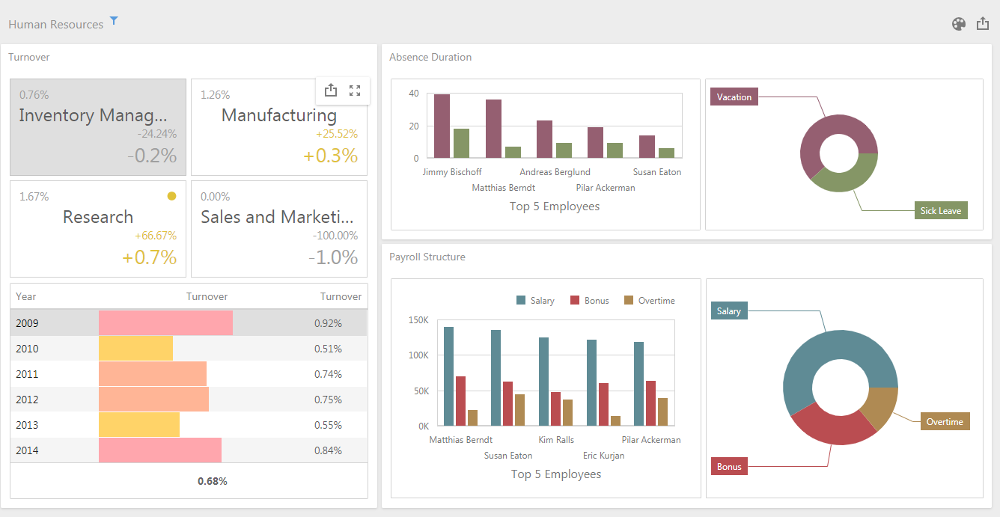 Human Resources
Turnover
0.76%
Inventory Manag...
-24.24%
-0.2%
1.26%
Manufacturing
+25.52%
+0.3%
1.67%
Research
+66.67%
+0.7%
0.00%
Sales and Marketi...
-100.00%
-1.0%
Year Turnover Turnover
2009 0.92%
2010 0.51%
2011 0.74%
2012 0.75%
2013 0.55%
2014 0.84%
0.68%
Absence Duration
40
20
0
Jimmy Bischoff Andreas Berglund Susan Eaton
Matthias Berndt Pilar Ackerman
Top 5 Employees
Vacation
Sick Leave
Payroll Structure
Salary Bonus Overtime
150K
100K
50K
0K
Matthias Berndt Kim Ralls Pilar Ackerman
Susan Eaton Eric Kurjan
Top 5 Employees
Salary
Overtime
Bonus